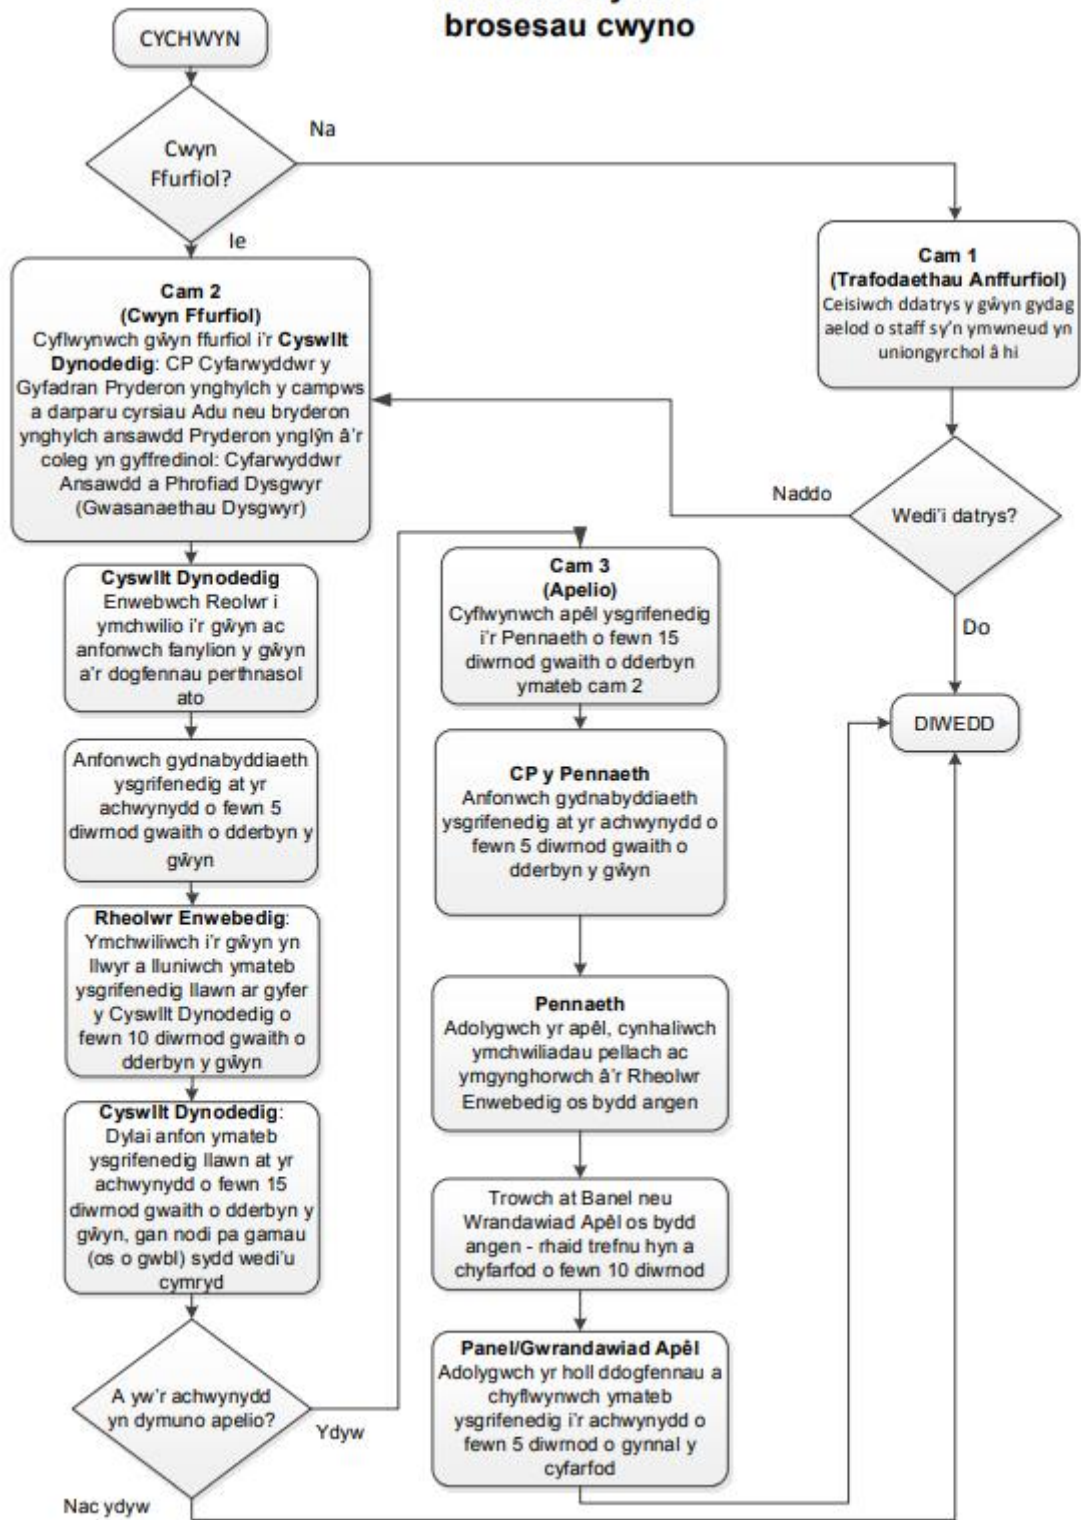 brosesau cwyno
CYCHWYN
Cwyn
Ffurfiol?
Na
Ie
Cam 1
(Trafodaethau Anffurfiol)
Ceisiwch ddatrys y gŵyn gydag
aelod o staff sy'n ymwneud yn
uniongyrchol â hi
Wedi'i datrys?
Naddo
Do
DIWEDD
Cam 2
(Cwyn Ffurfiol)
Cyflwynwch gŵyn ffurfiol i'r Cyswllt
Dynodedig: CP Cyfarwyddwr y
Gyfadran Pryderon ynghylch y campws
a darparu cyrsiau Adu neu bryderon
ynghylch ansawdd Pryderon ynglŷn â'r
coleg yn gyffredinol: Cyfarwyddwr
Ansawdd a Phrofiad Dysgwyr
(Gwasanaethau Dysgwyr)
Cyswllt Dynodedig
Enwebwch Reolwr i
ymchwilio i'r gŵyn ac
anfonwch fanylion y gŵyn
a'r dogfennau perthnasol
ato
Anfonwch gydnabyddiaeth
ysgrifenedig at yr
achwynydd o fewn 5
diwrnod gwaith o dderbyn y
gŵyn
Rheolwr Enwebedig:
Ymchwiliwch i'r gŵyn yn
llwyr a lluniwch ymateb
ysgrifenedig llawn ar gyfer
y Cyswllt Dynodedig o
fewn 10 diwrnod gwaith o
dderbyn y gŵyn
Cyswllt Dynodedig:
Dylai anfon ymateb
ysgrifenedig llawn at yr
achwynydd o fewn 15
diwrnod gwaith o dderbyn y
gŵyn, gan nodi pa gamau
(os o gwbl) sydd wedi'u
cymryd
A yw'r achwynydd
yn dymuno apelio?
Ydyw
Nac ydyw
Cam 3
(Apelio)
Cyflwynwch apêl ysgrifenedig
i'r Pennaeth o fewn 15
diwrnod gwaith o dderbyn
ymateb cam 2
CP y Pennaeth
Anfonwch gydnabyddiaeth
ysgrifenedig at yr achwynydd o
fewn 5 diwrnod gwaith o
dderbyn y gŵyn
Pennaeth
Adolygwch yr apêl, cynhaliwch
ymchwiliadau pellach ac
ymgynghorwch â'r Rheolwr
Enwebedig os bydd angen
Trowch at Banel neu
Wrandawiad Apêl os bydd
angen - rhaid trefnu hyn a
chyfarfod o fewn 10 diwrnod
Panel/Gwrandawiad Apêl
Adolygwch yr holl ddogfennau a
chyflwynwch ymateb
ysgrifenedig i'r achwynydd o
fewn 5 diwrnod o gynnal y
cyfarfod